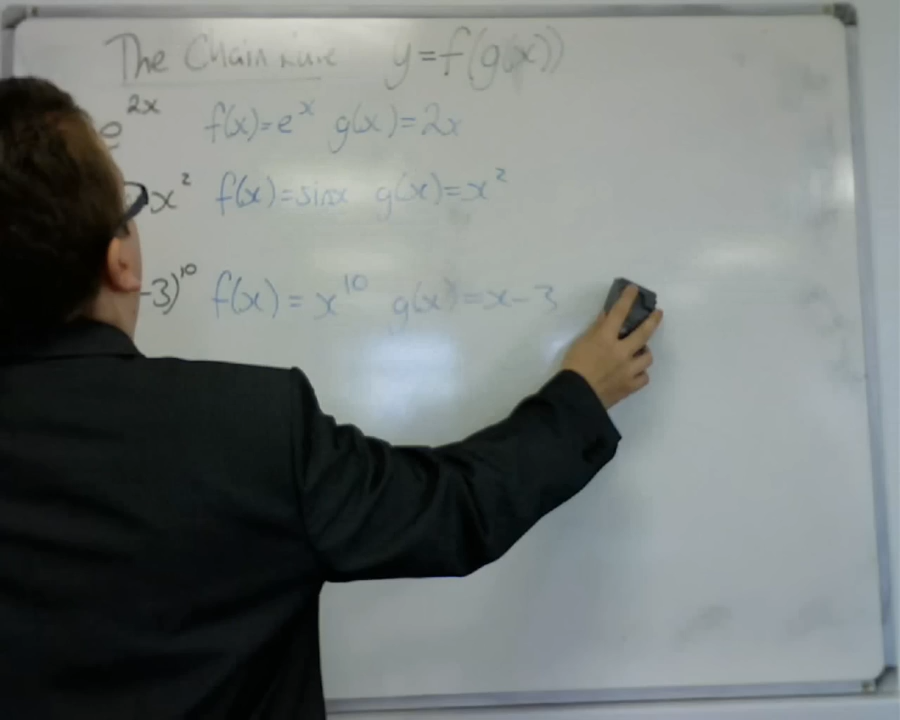 The Chain Rule y=f(g(x))
e^{2x} f(x)=e^x g(x)=2x
x² f(x)=sinx g(x)=x²
-3)^{10} f(x)=x^{10} g(x)=x-3